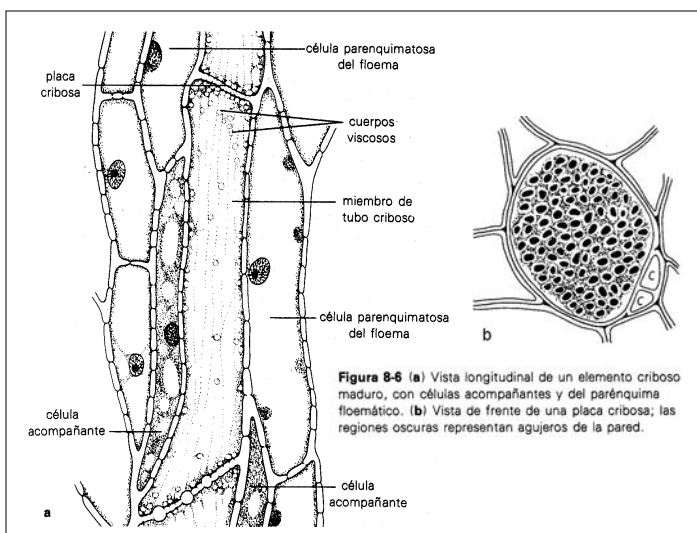 célula parenquimatosa
del floema
placa
cribosa
cuerpos
viscosos
miembro de
tubo criboso
célula parenquimatosa
del floema
célula
acompañante
célula
acompañante
a
C
C
b
Figura 8-6 (a) Vista longitudinal de un elemento criboso
maduro, con células acompañantes y del parénquima
floemático. (b) Vista de frente de una placa cribosa; las
regiones oscuras representan agujeros de la pared.